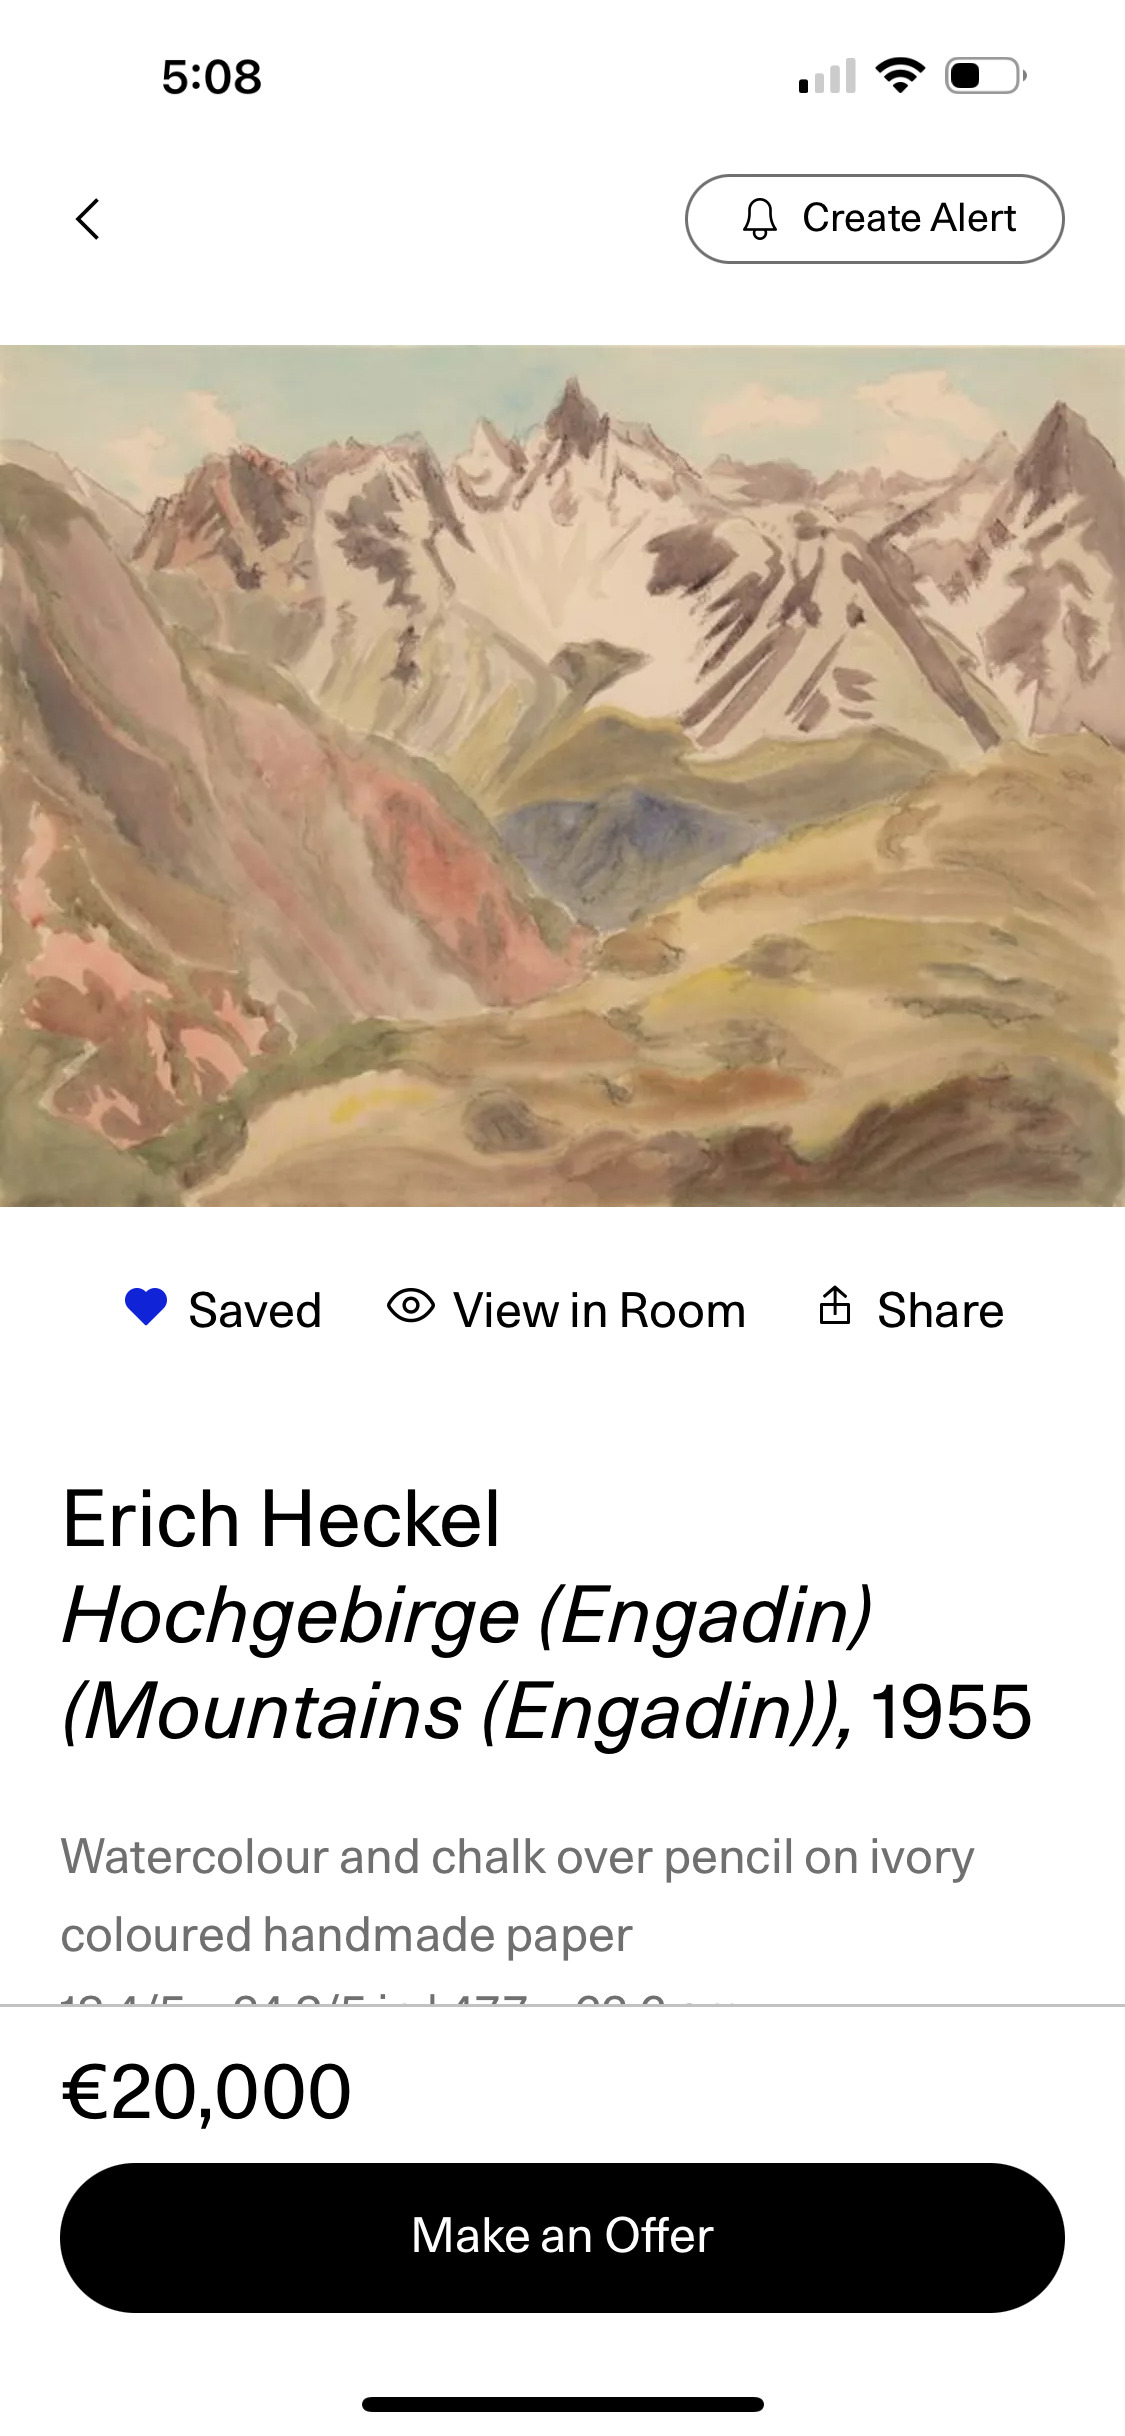 5:08
Create Alert
Saved
View in Room
Share
Erich Heckel
Hochgebirge (Engadin)
(Mountains (Engadin)), 1955
Watercolour and chalk over pencil on ivory
coloured handmade paper
€20,000
Make an Offer